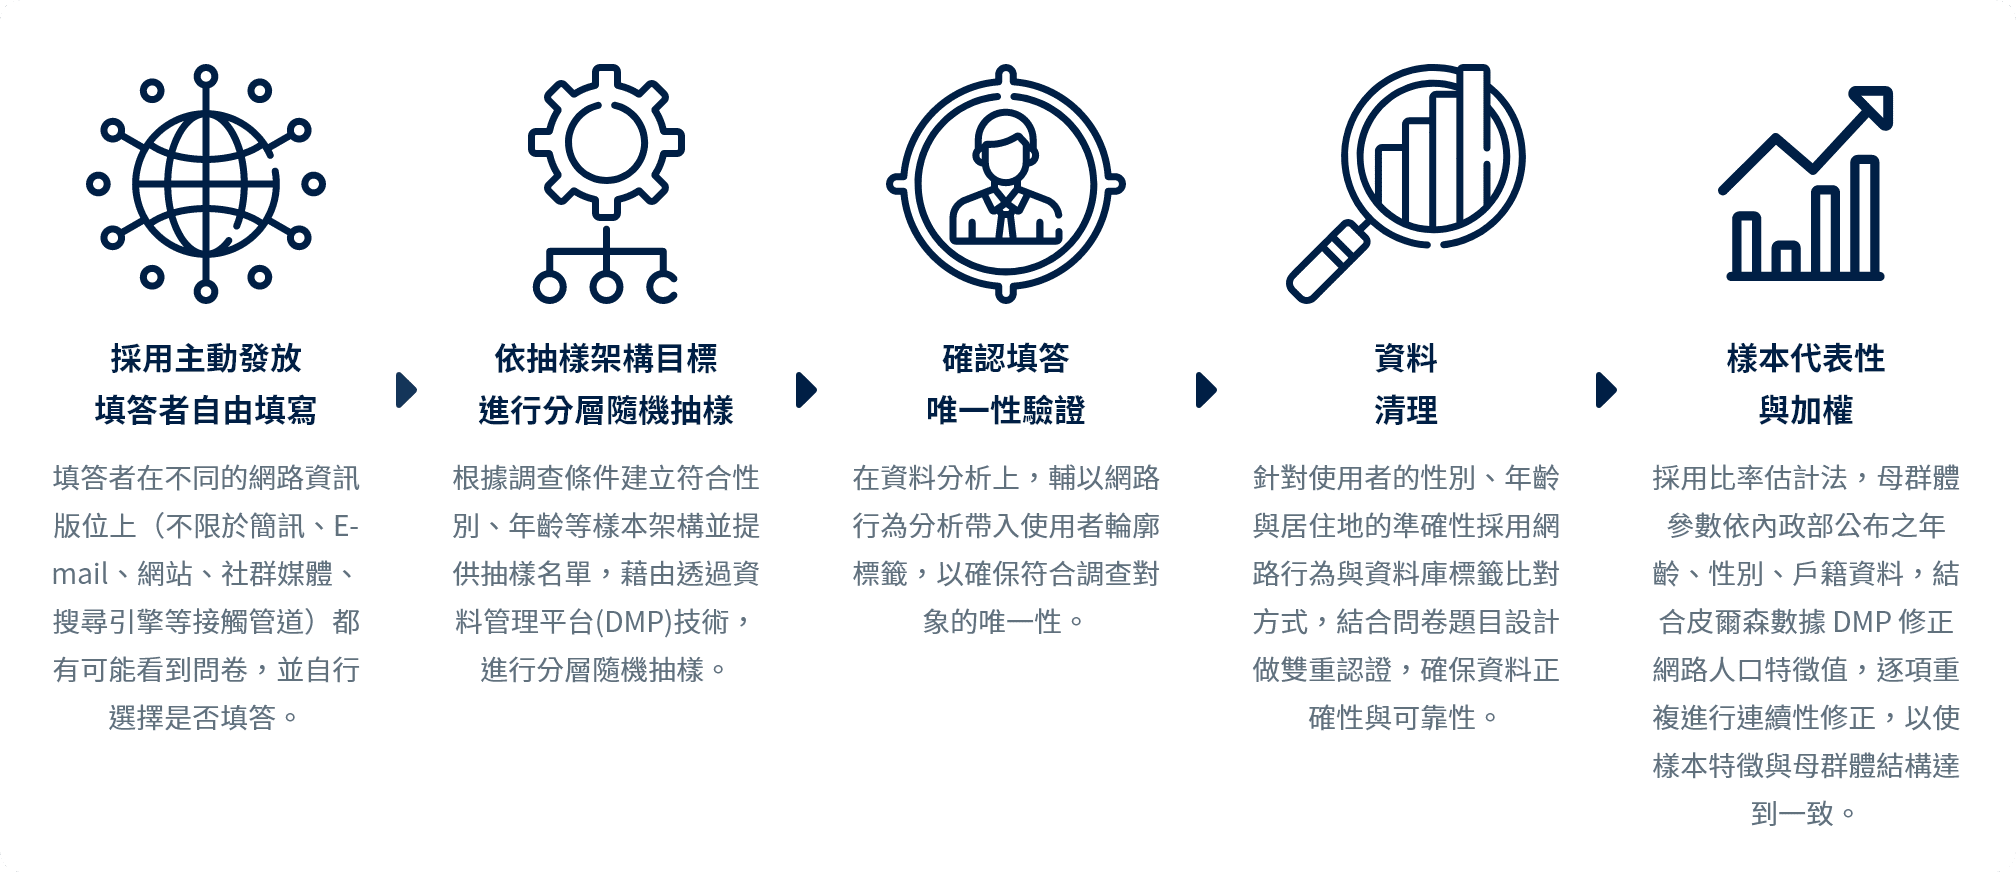 採用主動發放
填答者自由填寫
填答者在不同的網路資訊
版位上（不限於簡訊、E-
mail、網站、社群媒體、
搜尋引擎等接觸管道）都
有可能看到問卷，並自行
選擇是否填答。
依抽樣架構目標
進行分層隨機抽樣
根據調查條件建立符合性
別、年齡等樣本架構並提
供抽樣名單，藉由透過資
料管理平台(DMP)技術，
進行分層隨機抽樣。
確認填答
唯一性驗證
在資料分析上，輔以網路
行為分析帶入使用者輪廓
標籤，以確保符合調查對
象的唯一性。
資料
清理
針對使用者的性別、年齡
與居住地的準確性採用網
路行為與資料庫標籤比對
方式，結合問卷題目設計
做雙重認證，確保資料正
確性與可靠性。
樣本代表性
與加權
採用比率估計法，母群體
參數依內政部公布之年
齡、性別、戶籍資料，結
合皮爾森數據 DMP 修正
網路人口特徵值，逐項重
複進行連續性修正，以使
樣本特徵與母群體結構達
到一致。